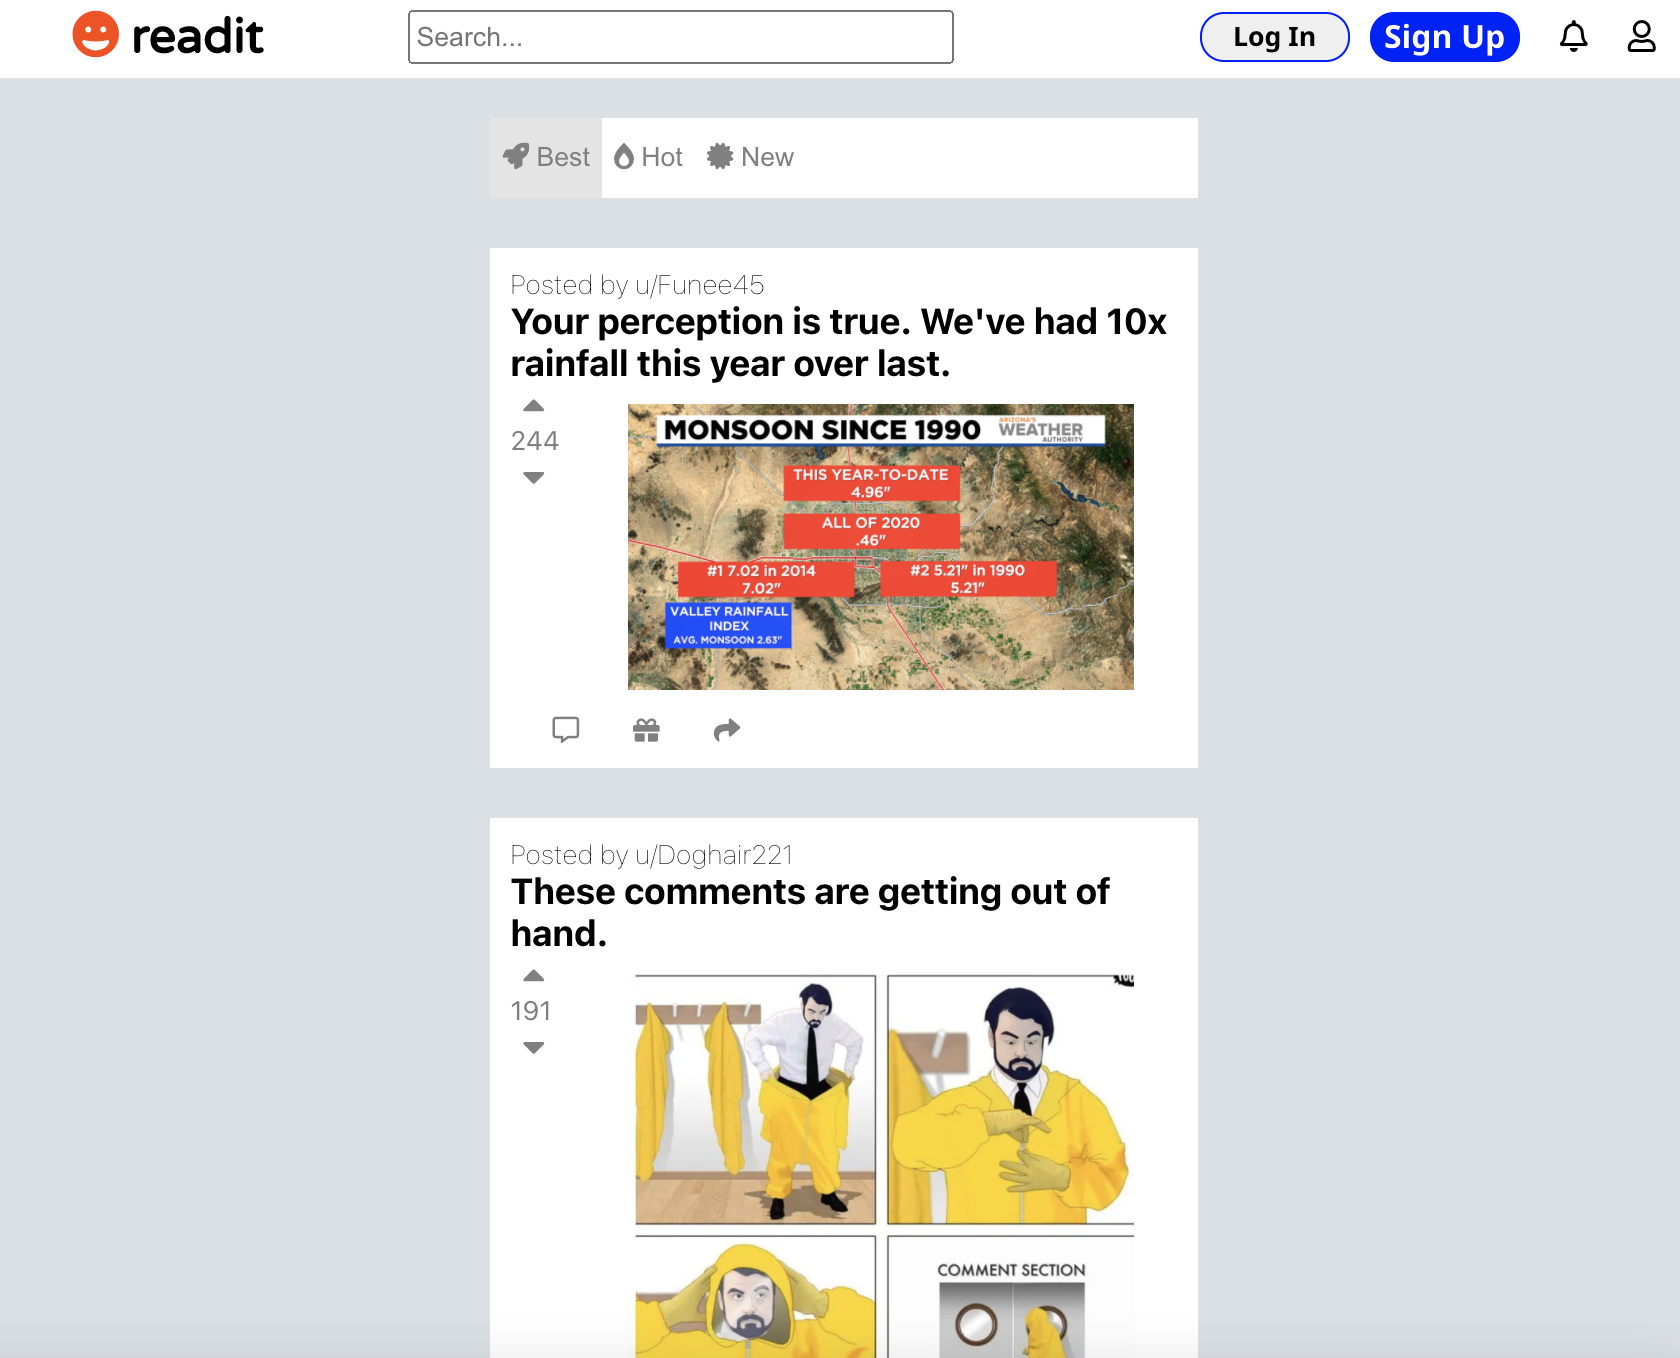 readit
Search...
Log In
Sign Up
Best
Hot
New
Posted by u/Funee45
Your perception is true. We've had 10x
rainfall this year over last.
244
MONSOON SINCE 1990
ARIZONA'S
WEATHER
AUTHORITY
THIS YEAR-TO-DATE
4.96"
ALL OF 2020
.46"
#1 7.02 in 2014
7.02"
#2 5.21" in 1990
5.21"
VALLEY RAINFALL
INDEX
AVG. MONSOON 2.63"
Posted by u/Doghair221
These comments are getting out of
hand.
191
COMMENT SECTION